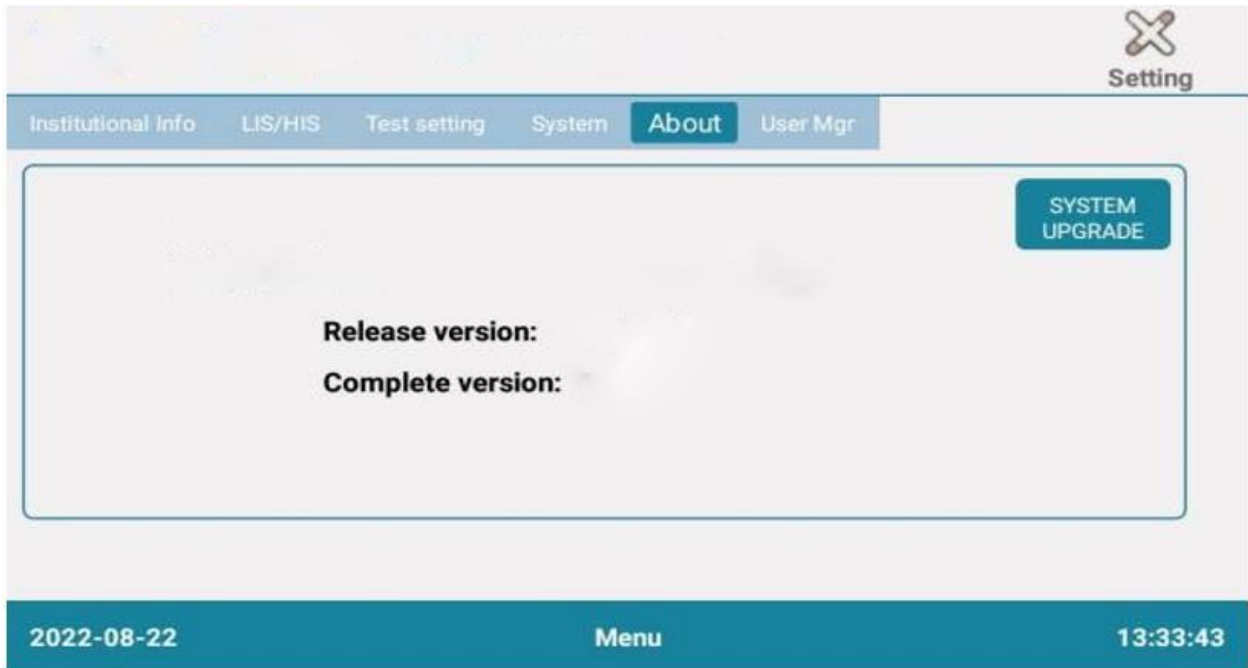 Setting
Institutional Info LIS/HIS Test setting System About User Mgr
SYSTEM
UPGRADE
Release version:
Complete version:
2022-08-22 Menu 13:33:43